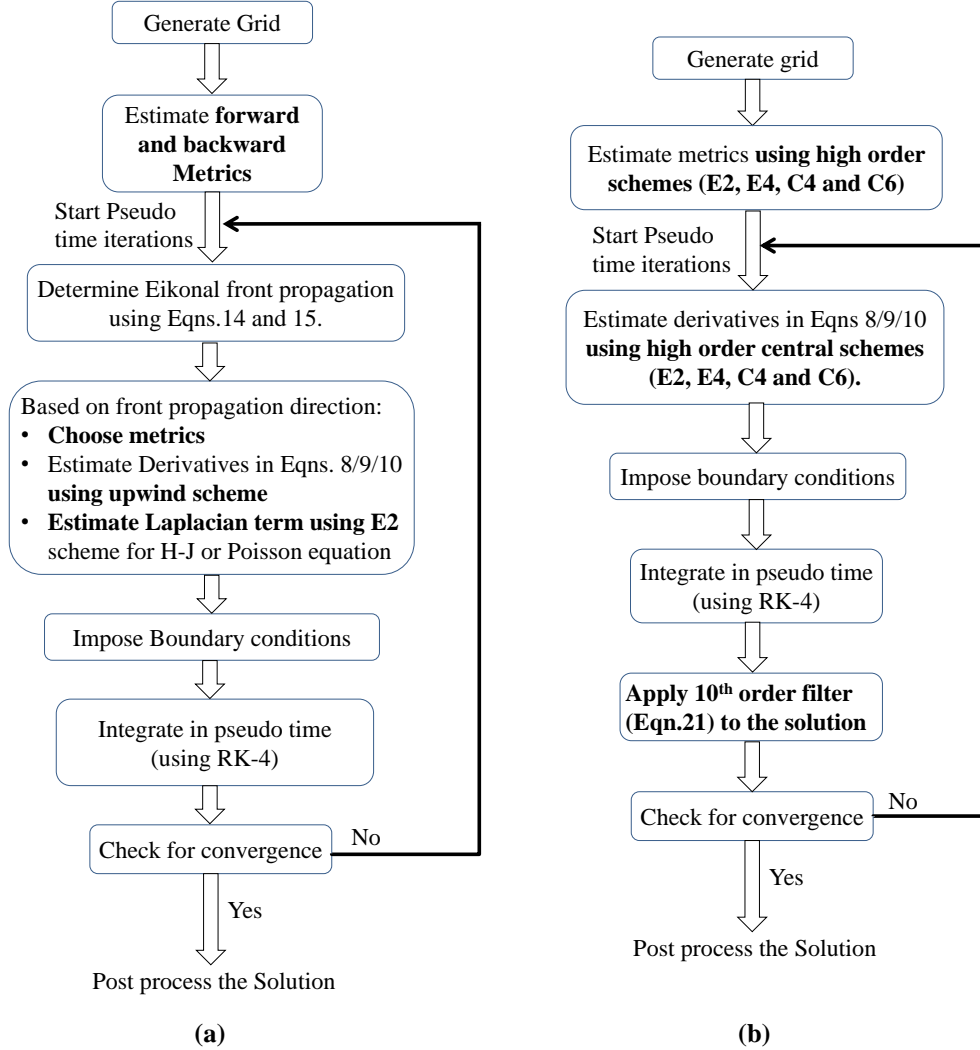 Generate Grid
Estimate forward
and backward
Metrics
Start Pseudo
time iterations
Determine Eikonal front propagation
using Eqns.14 and 15.
Based on front propagation direction:
• Choose metrics
• Estimate Derivatives in Eqns. 8/9/10
using upwind scheme
• Estimate Laplacian term using E2
scheme for H-J or Poisson equation
Impose Boundary conditions
Integrate in pseudo time
(using RK-4)
Check for convergence
No
Yes
Post process the Solution
(a)
Generate grid
Estimate metrics using high order
schemes (E2, E4, C4 and C6)
Start Pseudo
time iterations
Estimate derivatives in Eqns 8/9/10
using high order central schemes
(E2, E4, C4 and C6).
Impose boundary conditions
Integrate in pseudo time
(using RK-4)
Apply 10th order filter
(Eqn.21) to the solution
Check for convergence
No
Yes
Post process the Solution
(b)